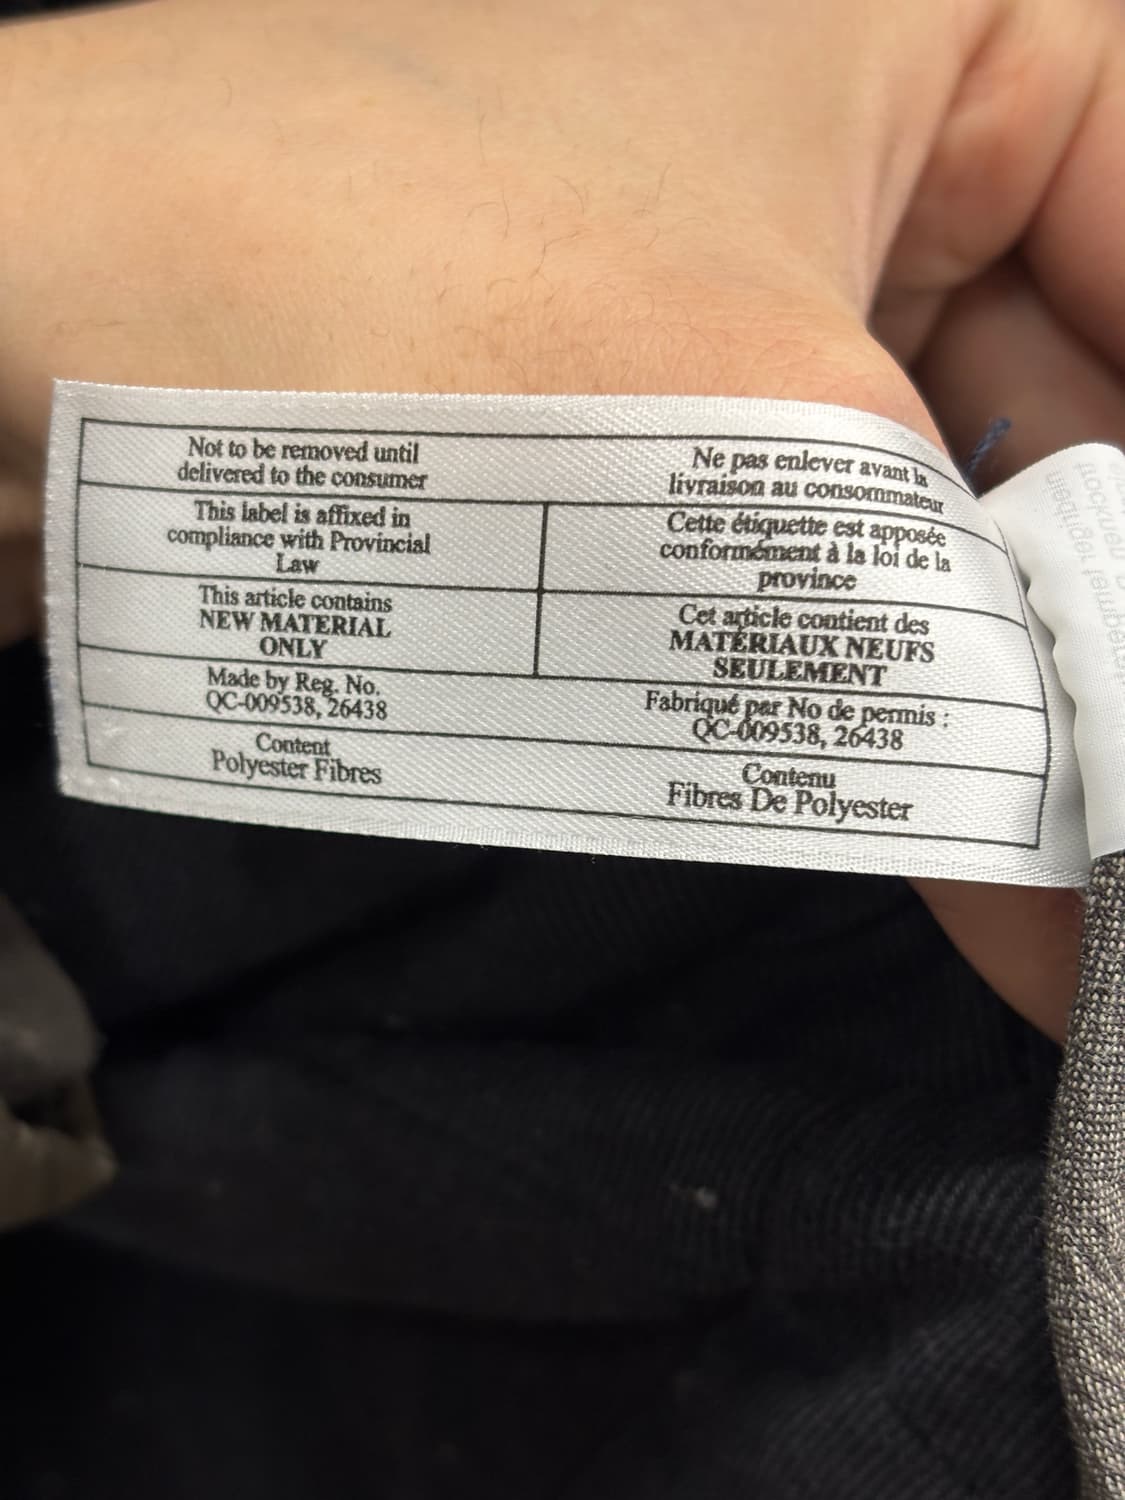 Not to be removed until
delivered to the consumer
Ne pas enlever avant la
livraison au consommateur
This label is affixed in
compliance with Provincial
Law
Cette étiquette est apposée
conformément à la loi de la
province
This article contains
NEW MATERIAL
ONLY
Cet article contient des
MATÉRIAUX NEUFS
SEULEMENT
Made by Reg. No.
QC-009538, 26438
Fabriqué par No de permis :
QC-009538, 26438
Content
Polyester Fibres
Contenu
Fibres De Polyester